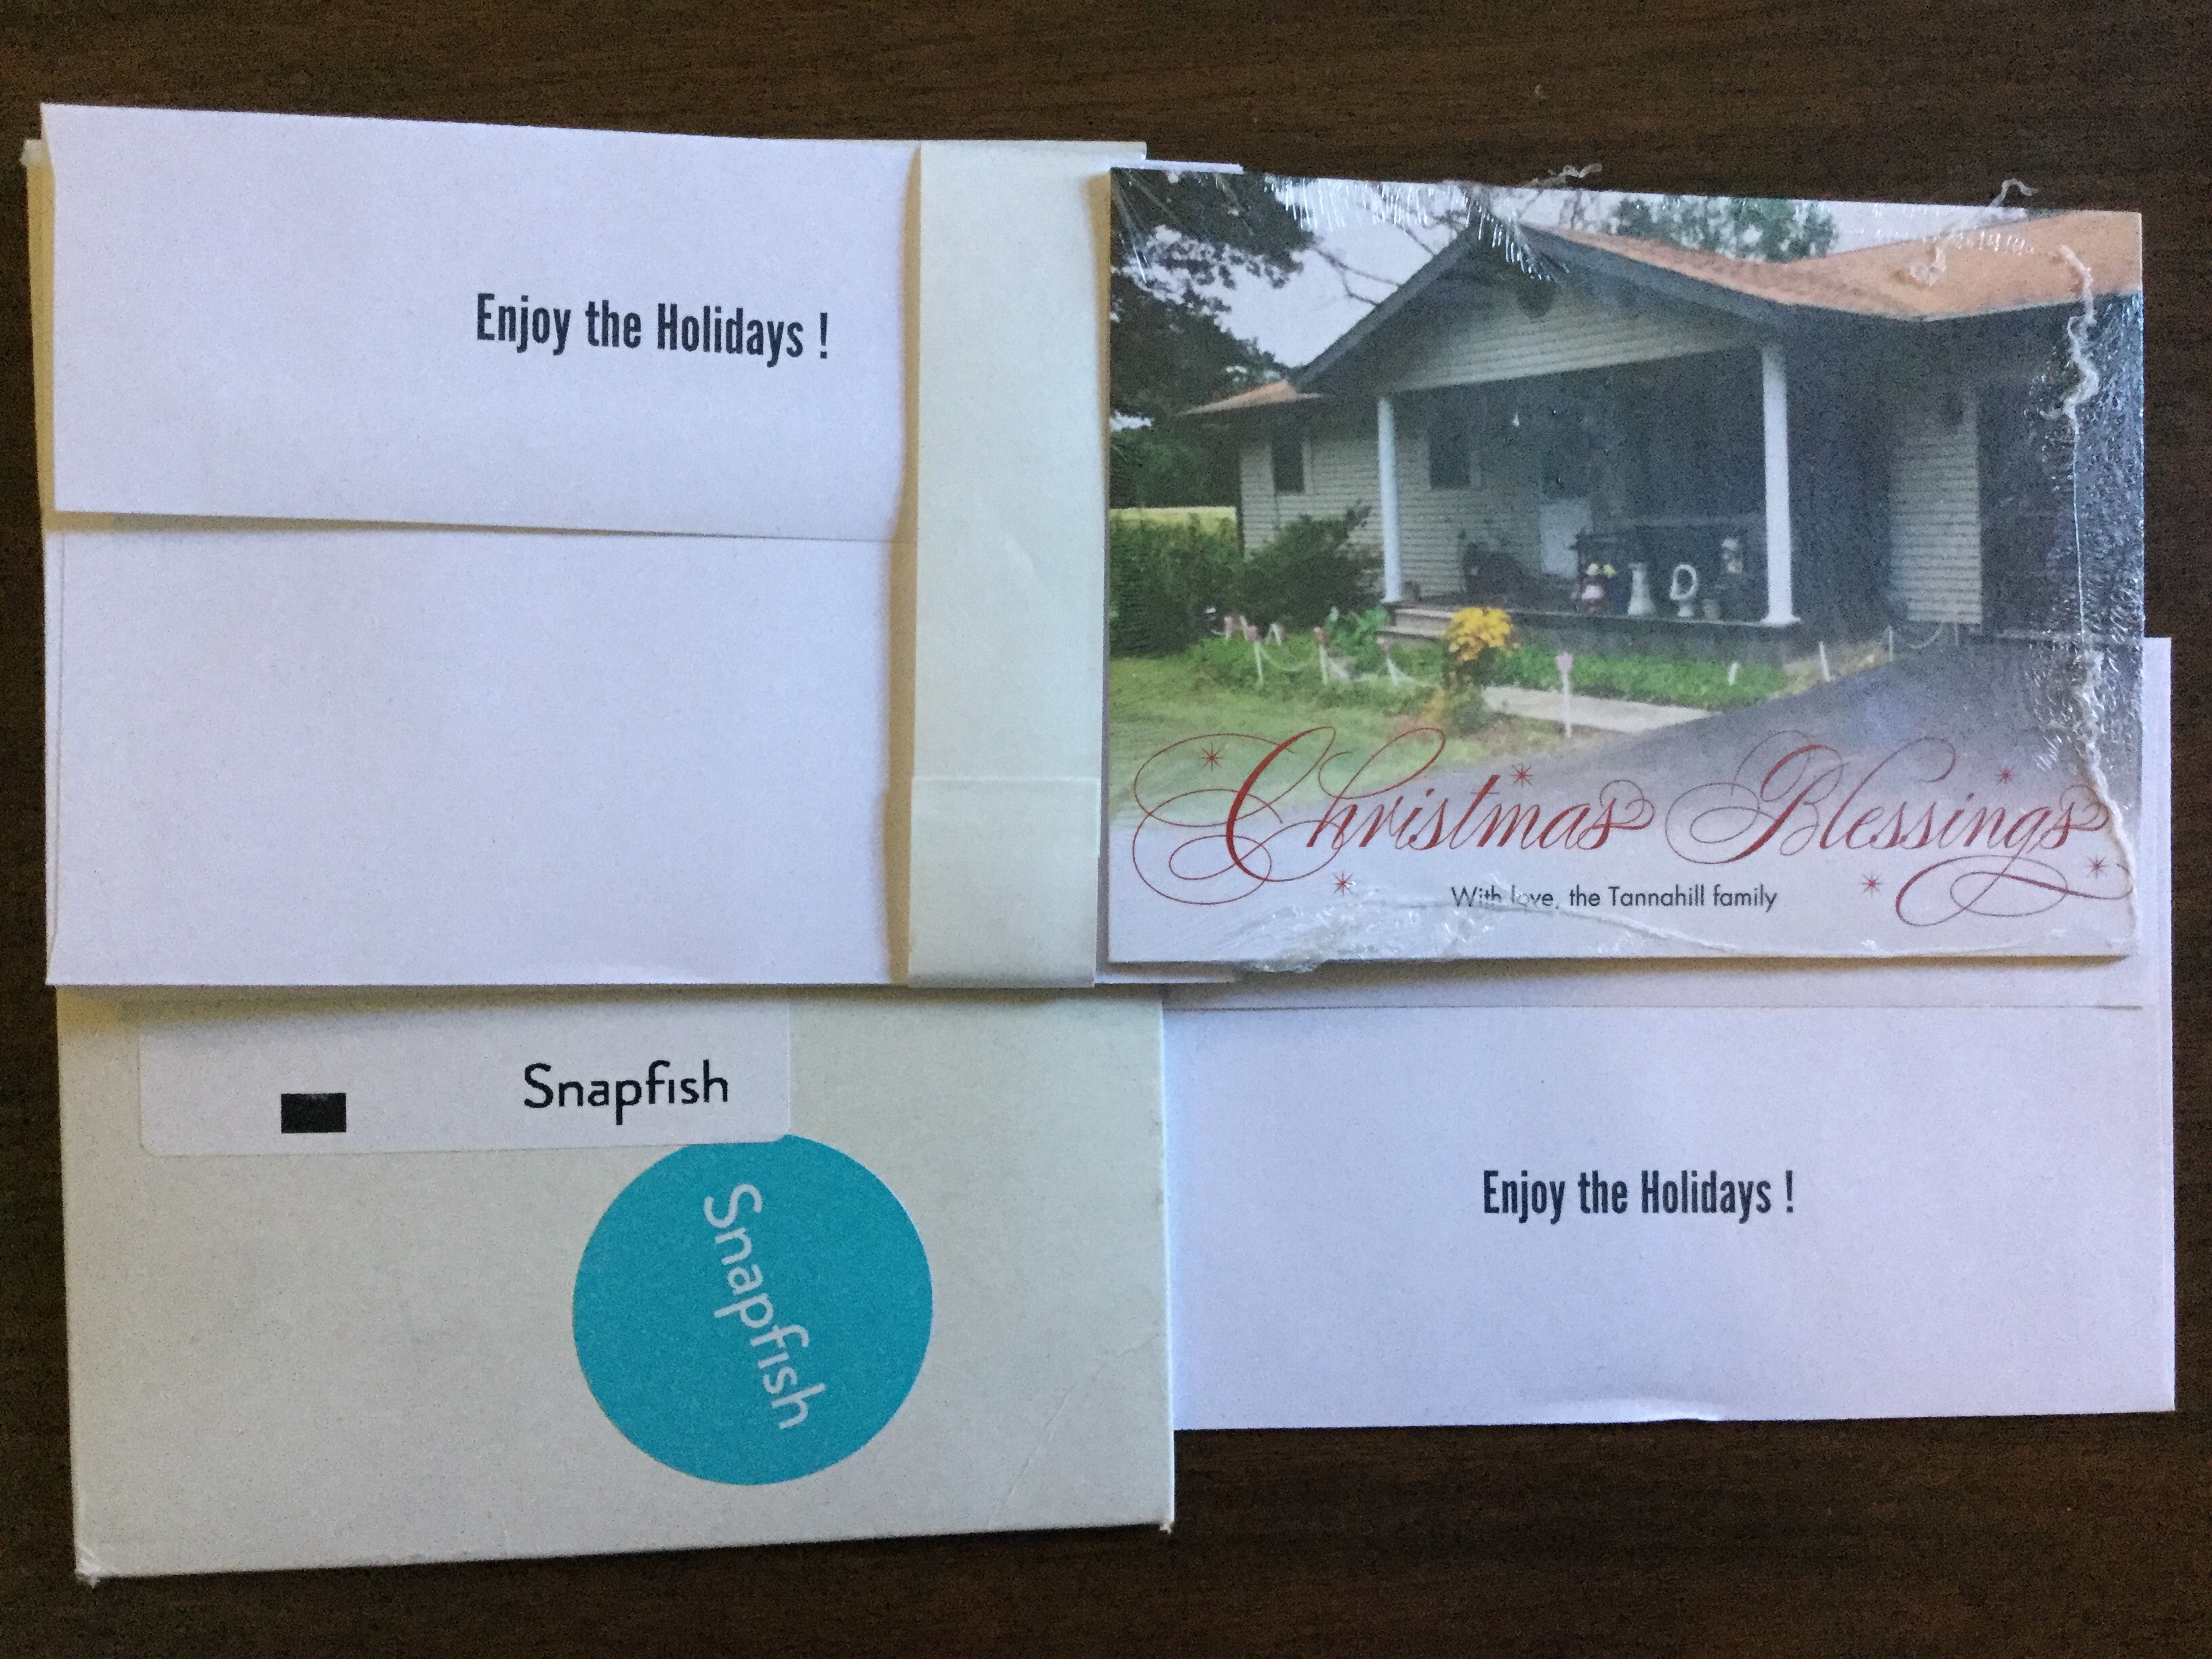 Enjoy the Holidays !
Christmas Blessings
With love, the Tannahill family
Snapfish
Snapfish
Enjoy the Holidays !